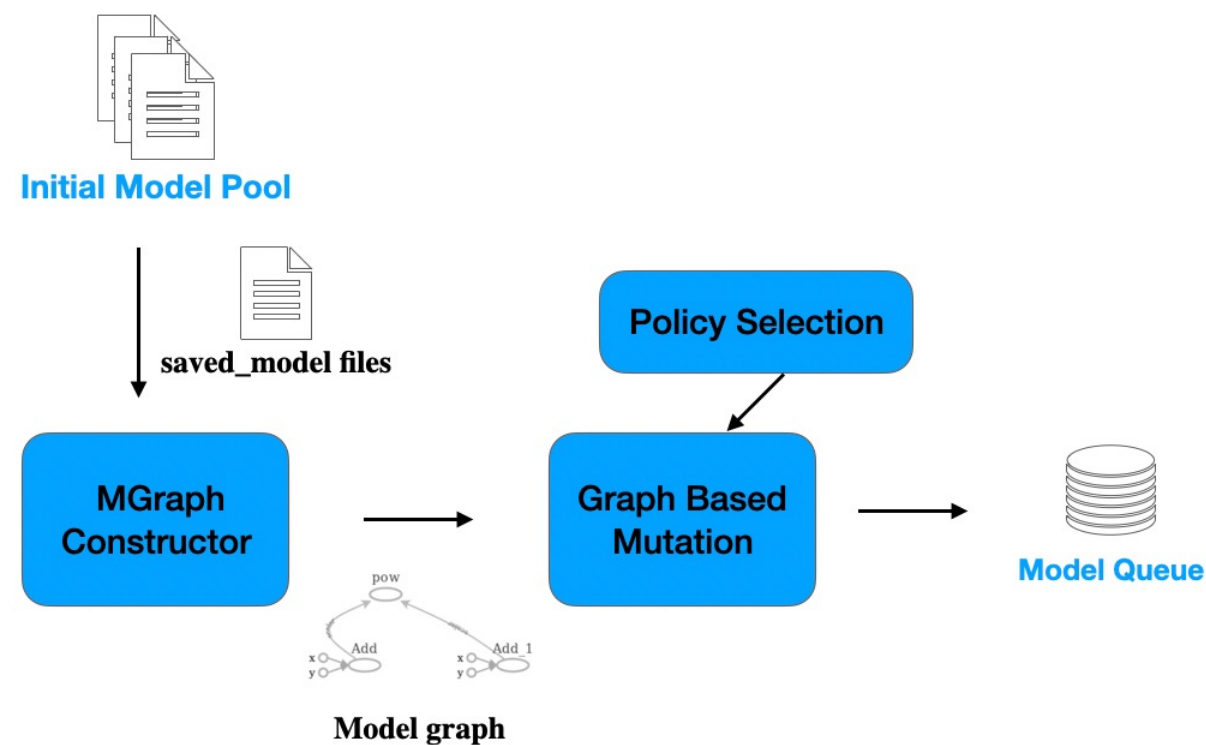 Initial Model Pool
saved_model files
Policy Selection
MGraph
Constructor
Graph Based
Mutation
Model Queue
pow
Add
Add_1
x
y
x
y
Model graph